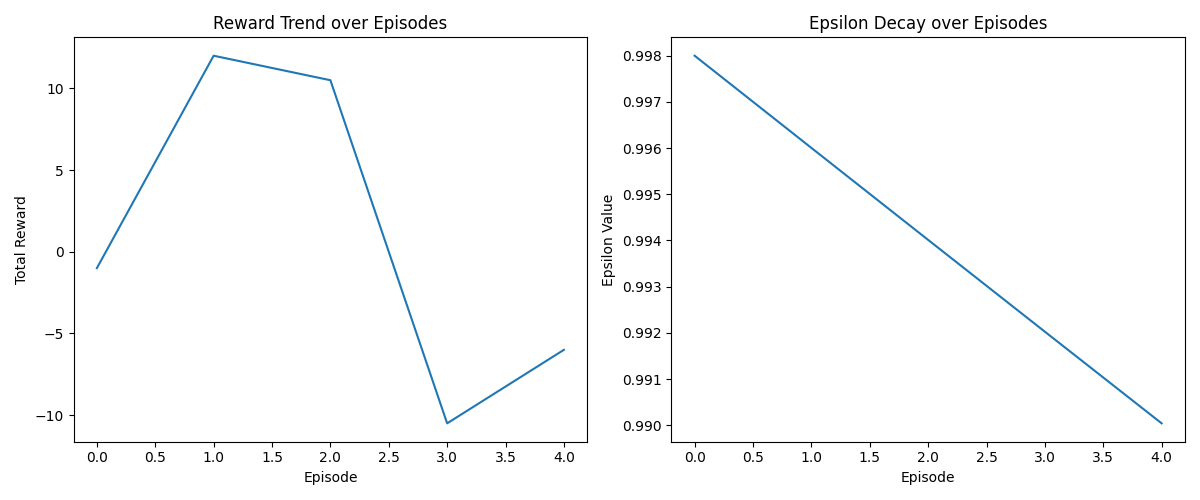 Reward Trend over Episodes
Total Reward
10
5
0
−5
−10
0.0 0.5 1.0 1.5 2.0 2.5 3.0 3.5 4.0
Episode
Epsilon Decay over Episodes
Epsilon Value
0.998
0.997
0.996
0.995
0.994
0.993
0.992
0.991
0.990
0.0 0.5 1.0 1.5 2.0 2.5 3.0 3.5 4.0
Episode